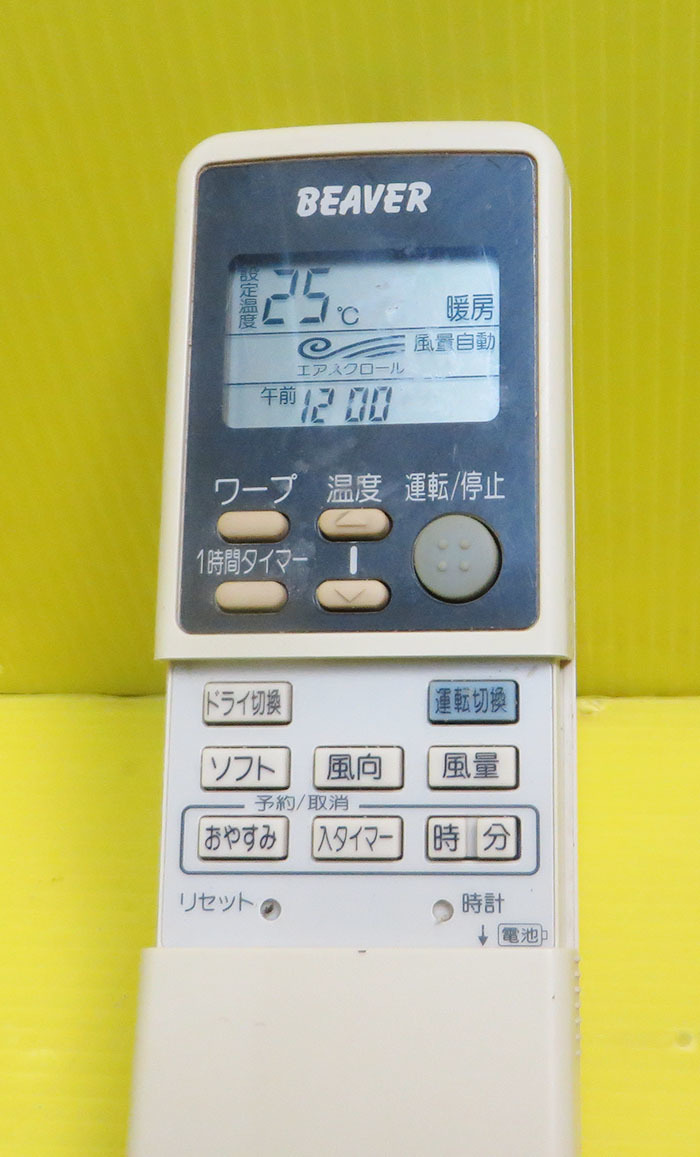 BEAVER
設定温度 25℃ 暖房
風量自動
エアスクロール
午前 12 00
ワープ 温度 運転/停止
1時間タイマー
ドライ切換 運転切換
ソフト 風向 風量
予約/取消
おやすみ 入タイマー 時 分
リセット 時計
↓ 電池